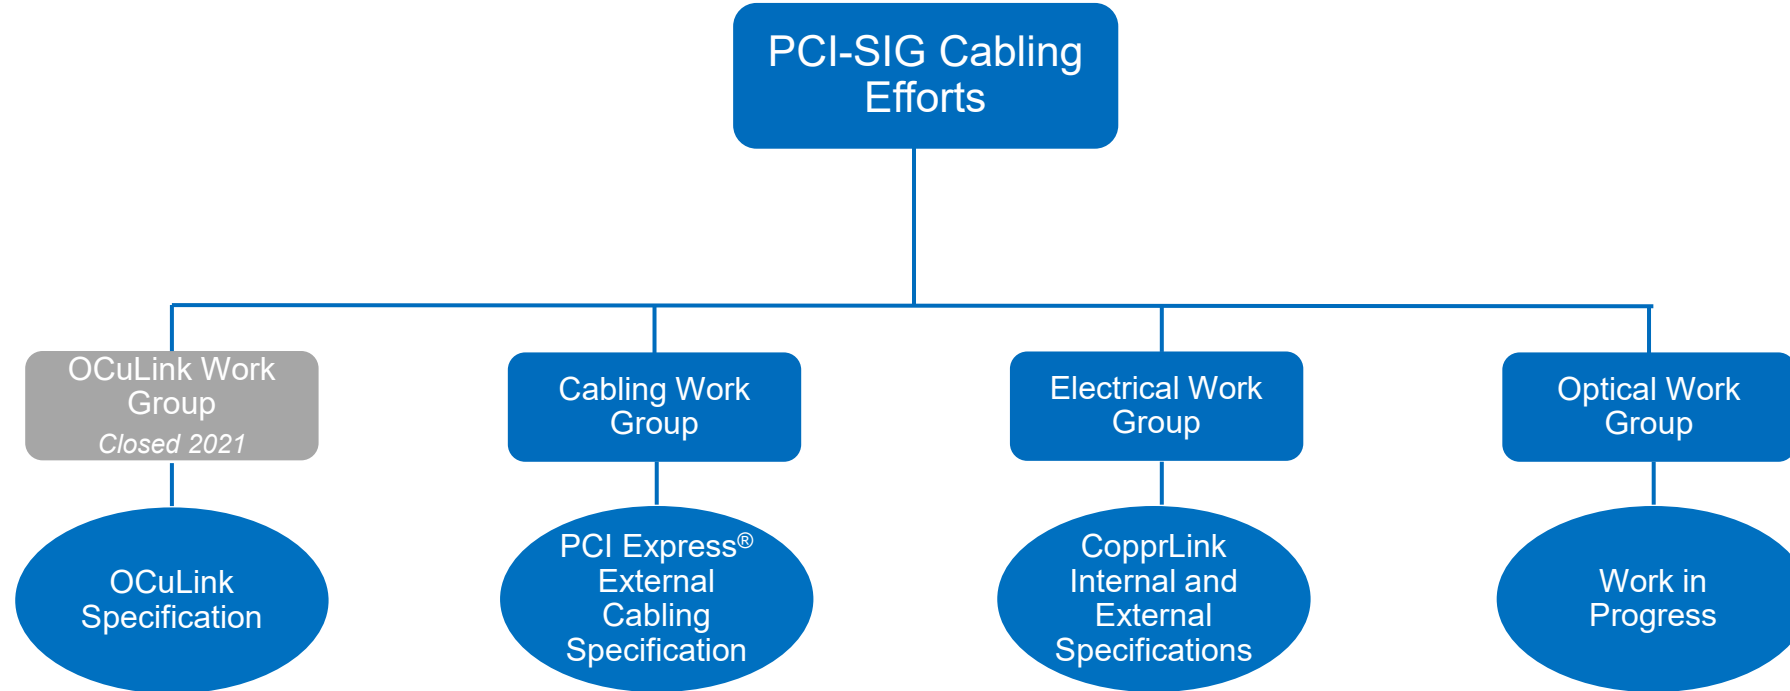 PCI-SIG Cabling
Efforts
OCuLink Work
Group
Closed 2021
Cabling Work
Group
Electrical Work
Group
Optical Work
Group
OCuLink
Specification
PCI Express®
External
Cabling
Specification
CopprLink
Internal and
External
Specifications
Work in
Progress